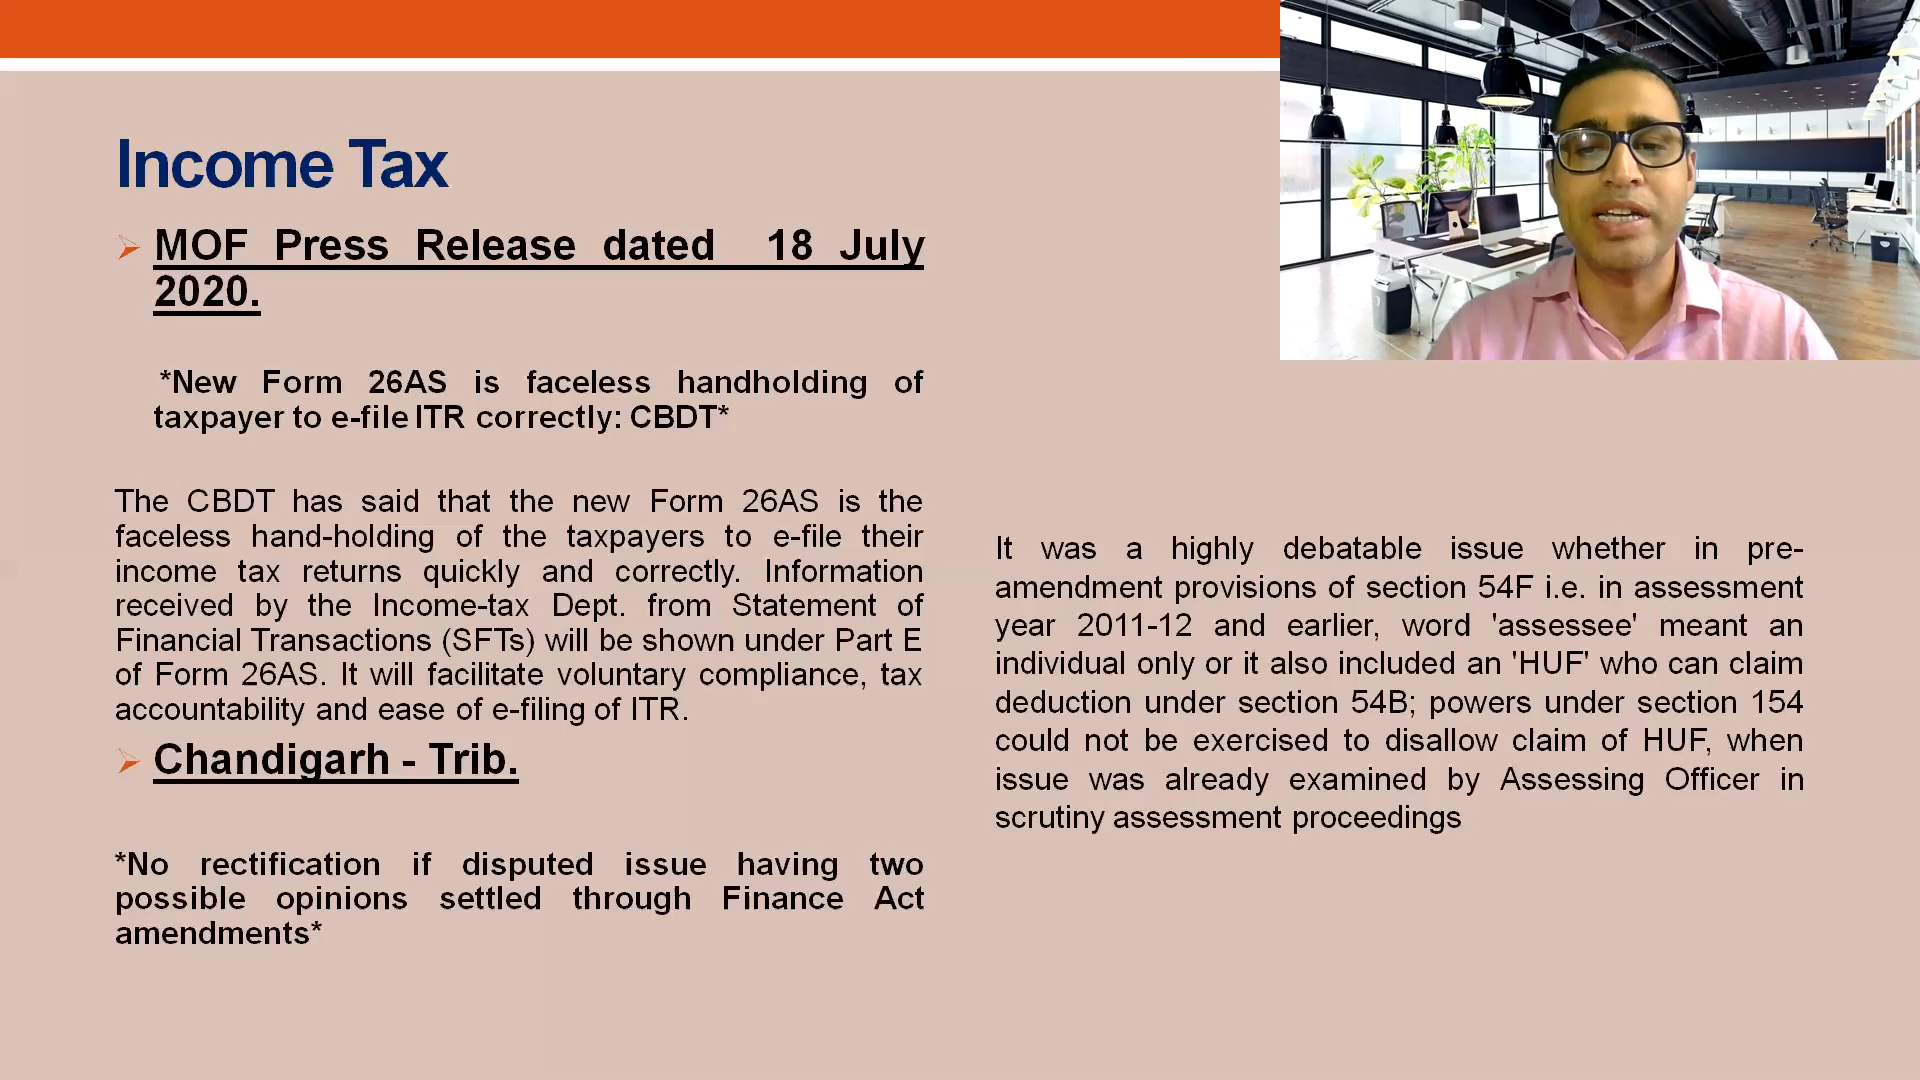 Income Tax
MOF Press Release dated 18 July
2020.
*New Form 26AS is faceless handholding of
taxpayer to e-file ITR correctly: CBDT*
The CBDT has said that the new Form 26AS is the
faceless hand-holding of the taxpayers to e-file their
income tax returns quickly and correctly. Information
received by the Income-tax Dept. from Statement of
Financial Transactions (SFTs) will be shown under Part E
of Form 26AS. It will facilitate voluntary compliance, tax
accountability and ease of e-filing of ITR.
Chandigarh - Trib.
*No rectification if disputed issue having two
possible opinions settled through Finance Act
amendments*
It was a highly debatable issue whether in pre-
amendment provisions of section 54F i.e. in assessment
year 2011-12 and earlier, word 'assessee' meant an
individual only or it also included an 'HUF' who can claim
deduction under section 54B; powers under section 154
could not be exercised to disallow claim of HUF, when
issue was already examined by Assessing Officer in
scrutiny assessment proceedings